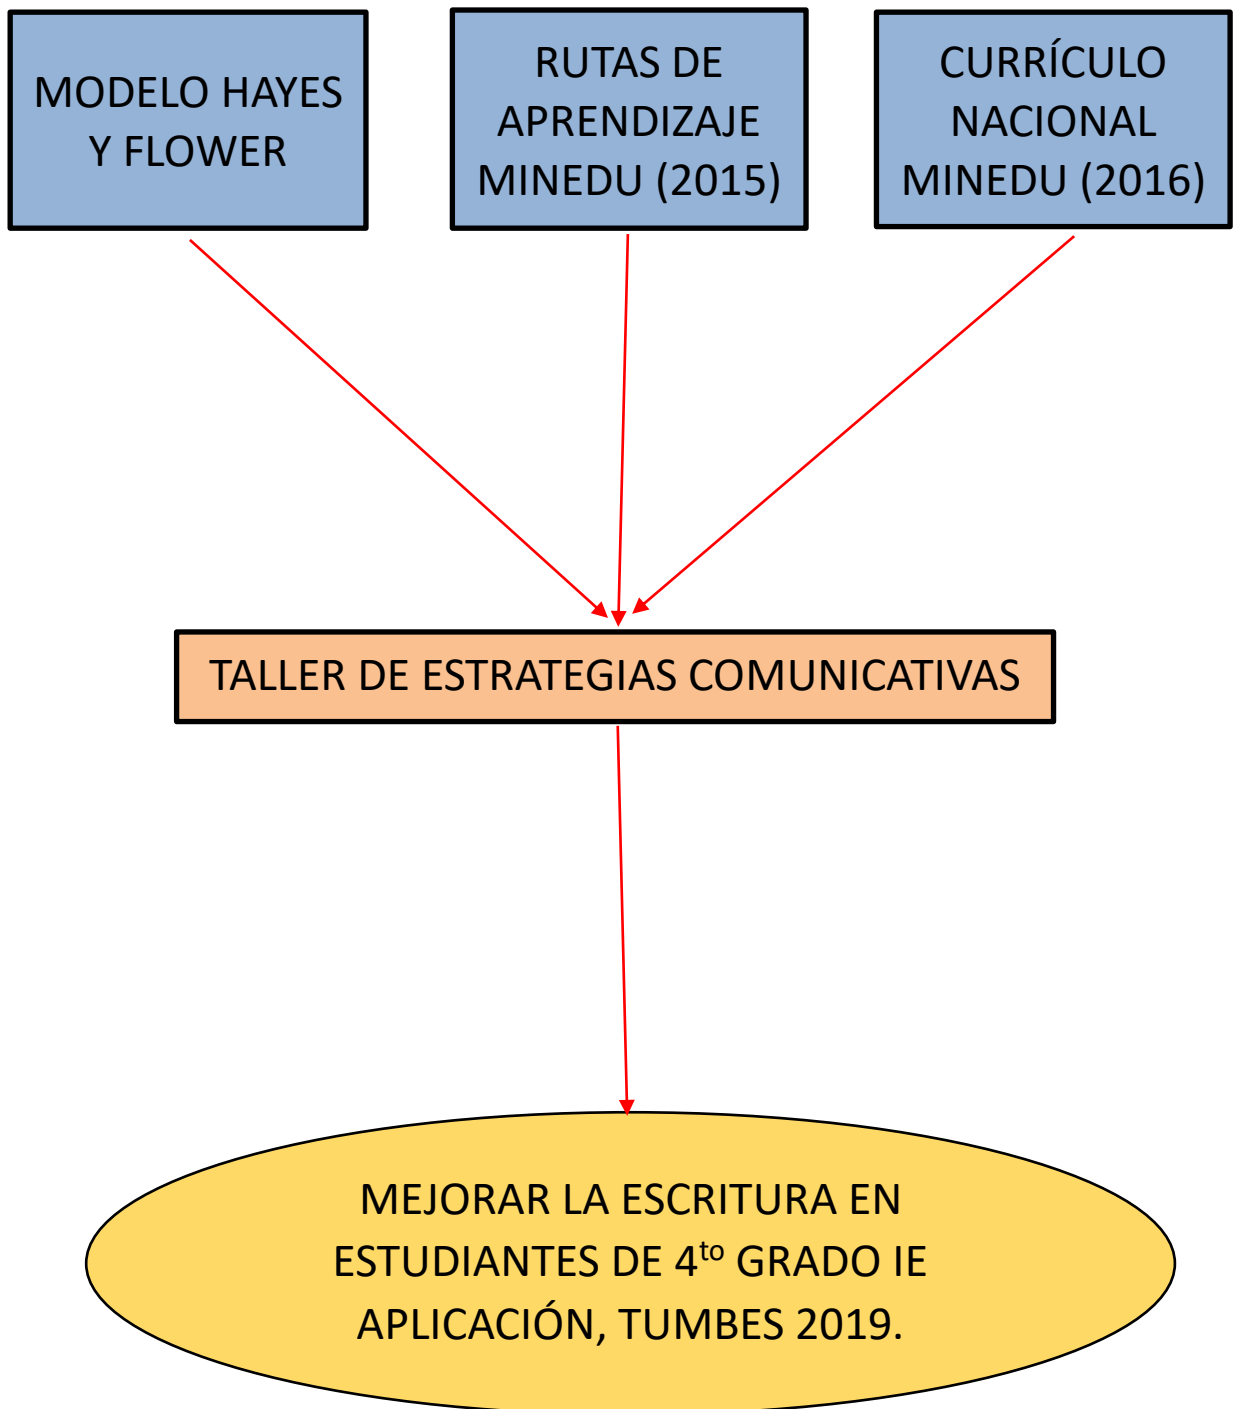 MODELO HAYES
Y FLOWER
RUTAS DE
APRENDIZAJE
MINEDU (2015)
CURRÍCULO
NACIONAL
MINEDU (2016)
TALLER DE ESTRATEGIAS COMUNICATIVAS
MEJORAR LA ESCRITURA EN
ESTUDIANTES DE 4to GRADO IE
APLICACIÓN, TUMBES 2019.